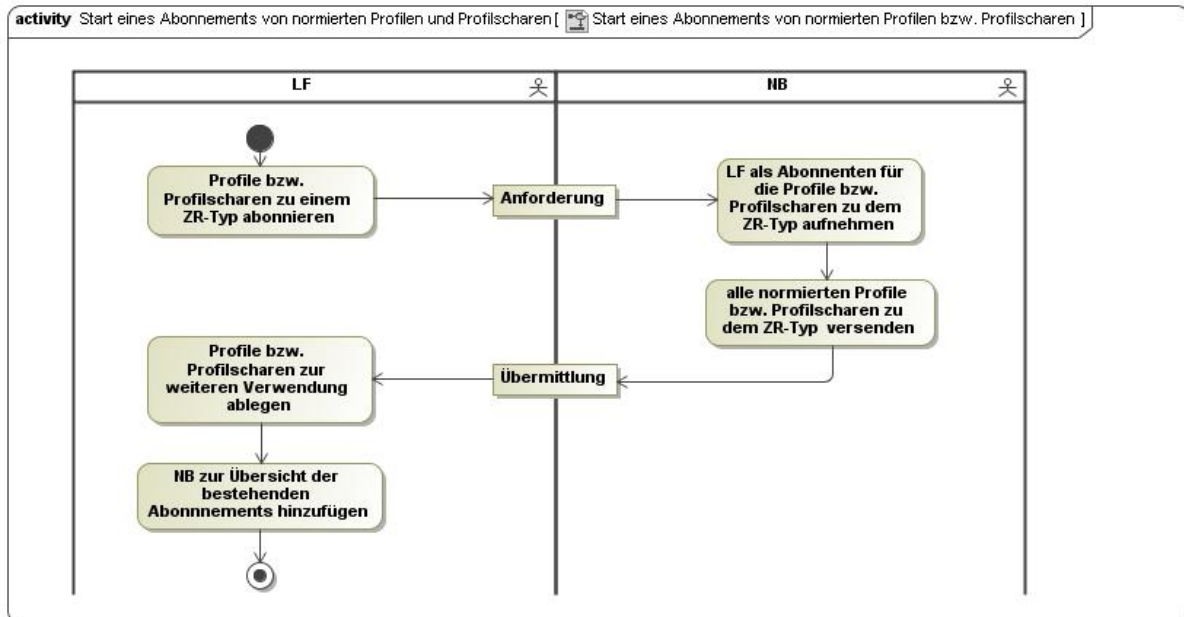 activity Start eines Abonnements von normierten Profilen und Profilscharen [ Start eines Abonnements von normierten Profilen bzw. Profilscharen ]
LF
NB
Profile bzw.
Profilscharen zu einem
ZR-Typ abonnieren
Anforderung
LF als Abonnenten für
die Profile bzw.
Profilscharen zu dem
ZR-Typ aufnehmen
alle normierten Profile
bzw. Profilscharen zu
dem ZR-Typ versenden
Übermittlung
Profile bzw.
Profilscharen zur
weiteren Verwendung
ablegen
NB zur Übersicht der
bestehenden
Abonnnements hinzufügen